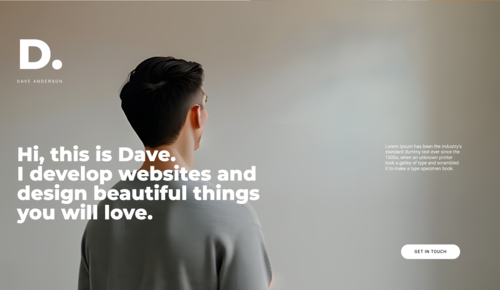 D.
DAVE ANDERSON
Hi, this is Dave.
I develop websites and
design beautiful things
you will love.
Lorem Ipsum has been the industry's
standard dummy text ever since the
1500s, when an unknown printer
took a galley of type and scrambled
it to make a type specimen book.
GET IN TOUCH